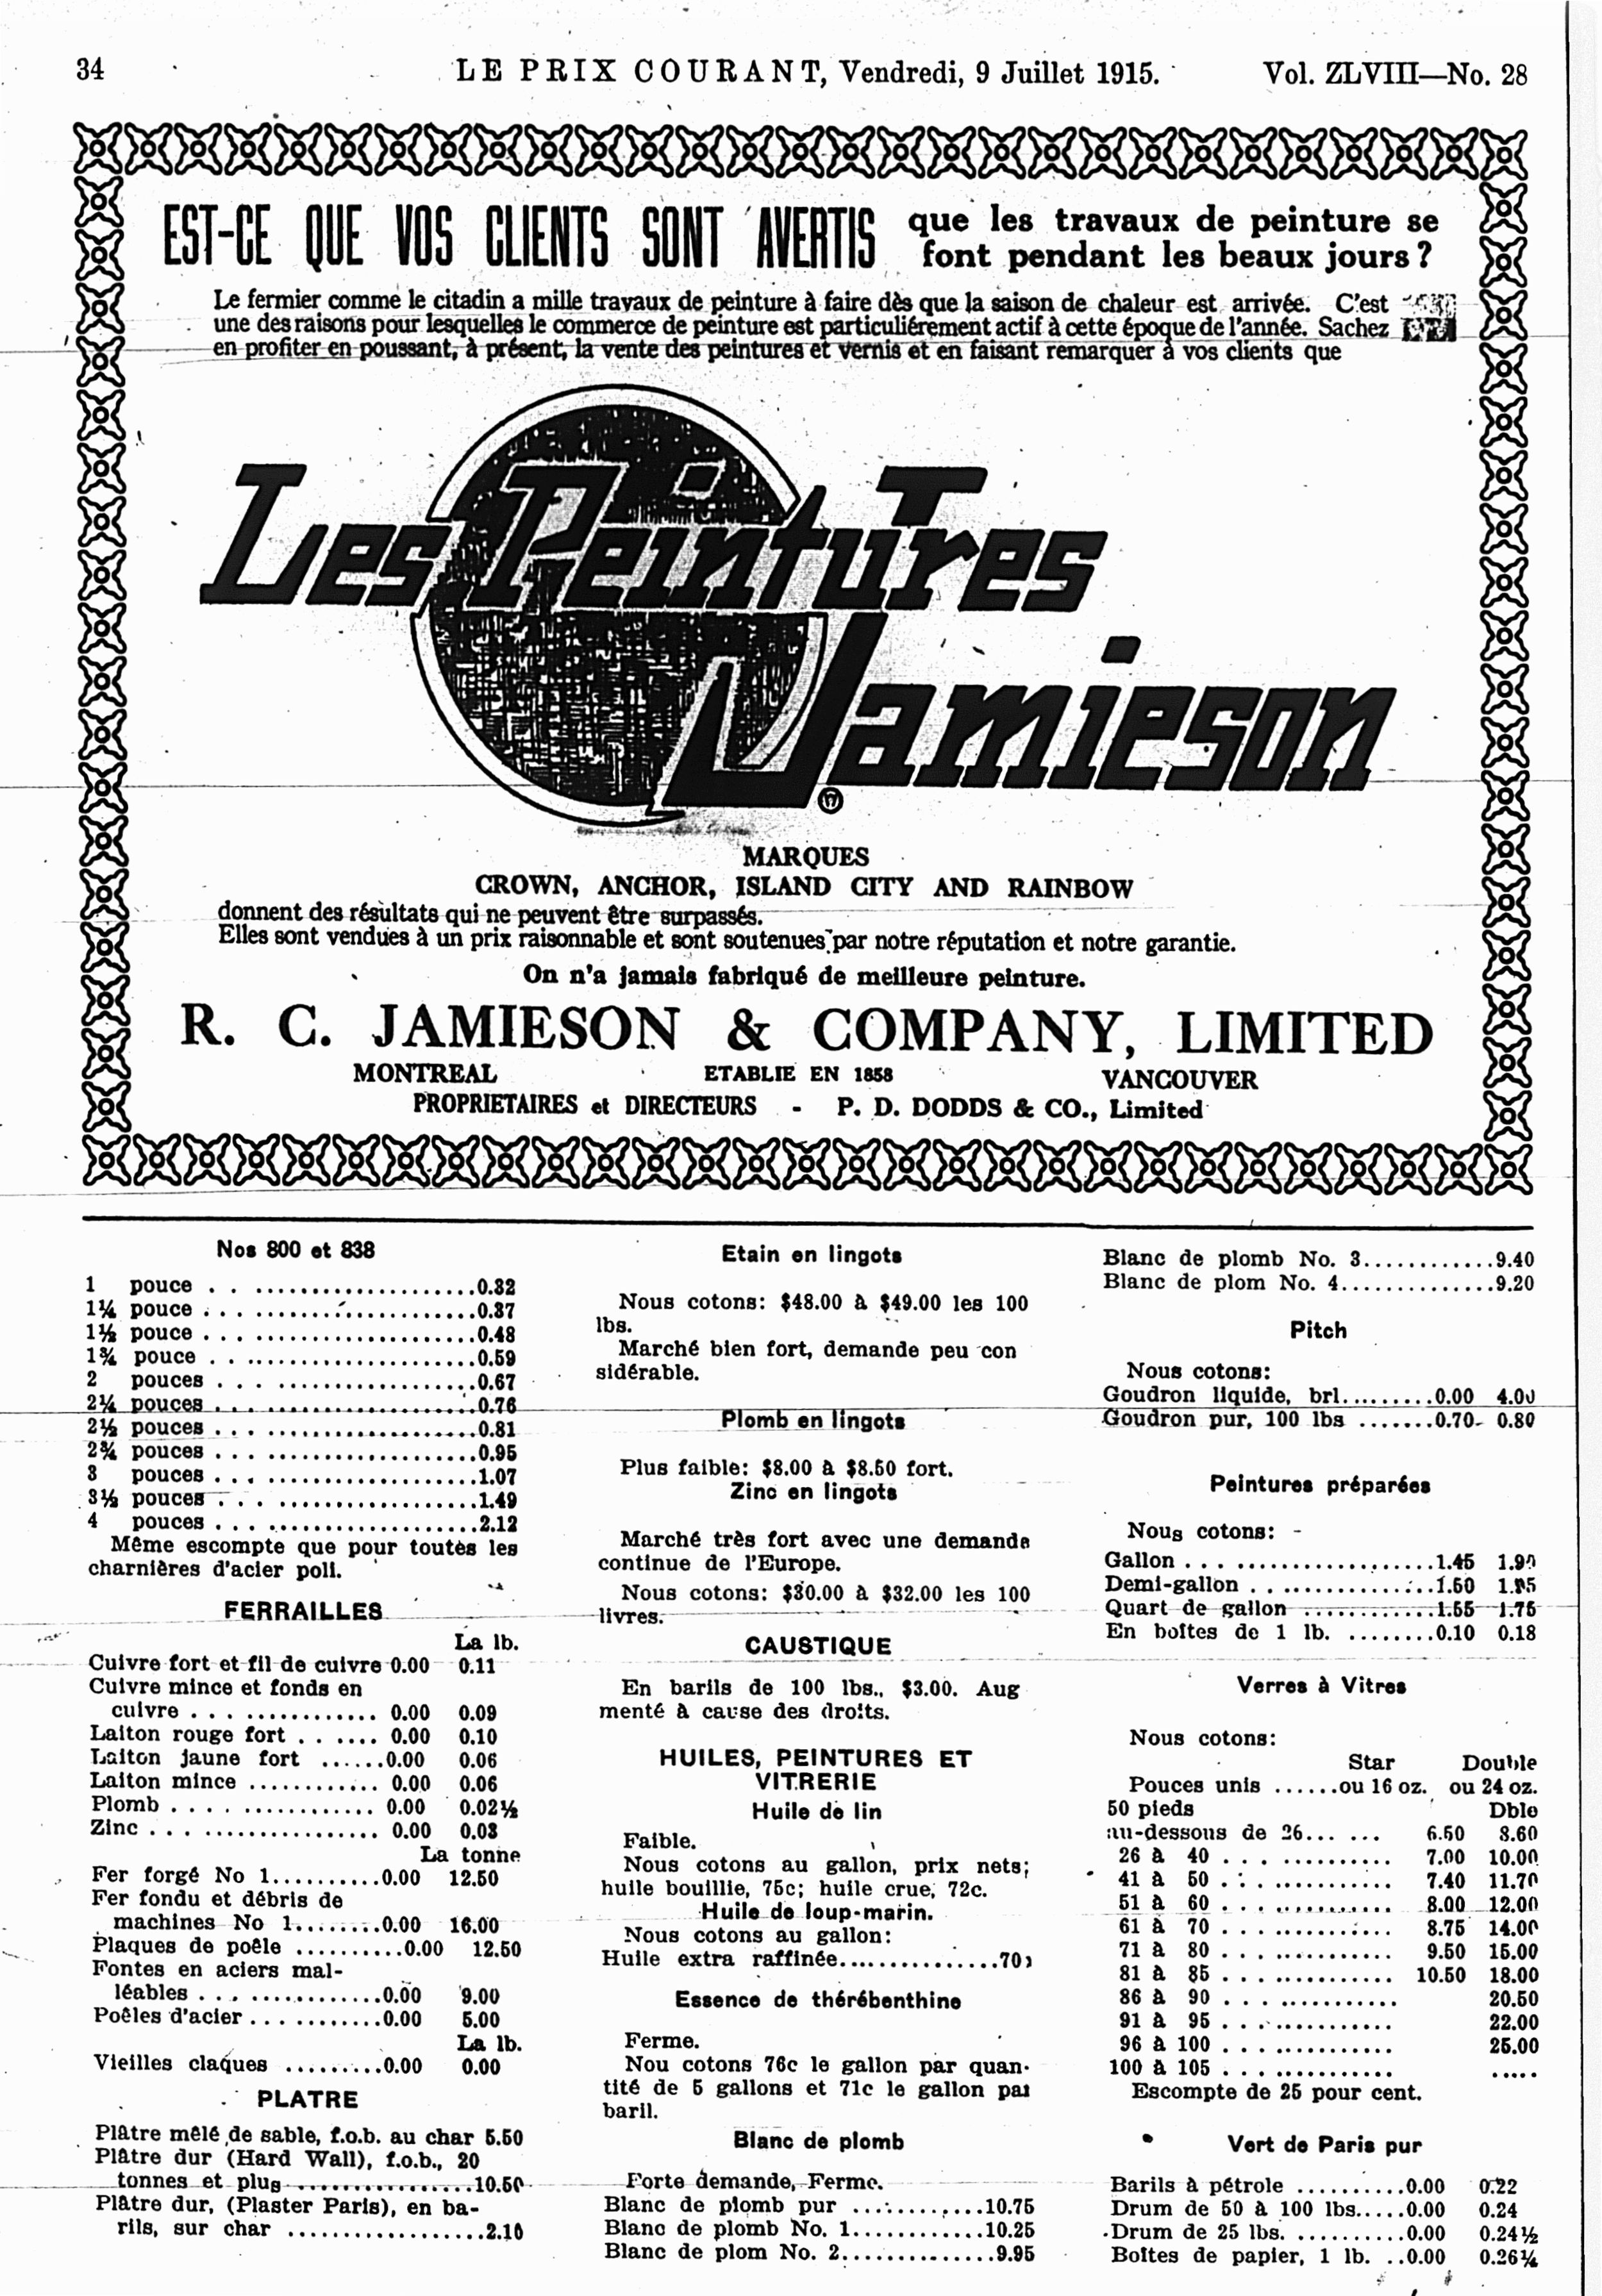 34
LE PRIX COURANT, Vendredi, 9 Juillet 1915.
Vol. ZLVIII—No. 28
EST-CE QUE VOS CLIENTS SONT AVERTIS
que les travaux de peinture se
font pendant les beaux jours ?
Le fermier comme le citadin a mille travaux de peinture à faire dès que la saison de chaleur est arrivée. C'est
une des raisons pour lesquelles le commerce de peinture est particuliérement actif à cette époque de l'année. Sachez
en profiter en poussant, à présent, la vente des peintures et vernis et en faisant remarquer à vos clients que
Les Peintures
Jamieson
MARQUES
CROWN, ANCHOR, ISLAND CITY AND RAINBOW
donnent des résultats qui ne peuvent être surpassés.
Elles sont vendues à un prix raisonnable et sont soutenues par notre réputation et notre garantie.
On n'a jamais fabriqué de meilleure peinture.
R. C. JAMIESON & COMPANY, LIMITED
MONTREAL ETABLIE EN 1858 VANCOUVER
PROPRIETAIRES et DIRECTEURS - P. D. DODDS & CO., Limited
Nos 800 et 838
1 pouce . . .....................0.32
1¼ pouce . . .....................0.37
1½ pouce . . .....................0.48
1¾ pouce . . .....................0.59
2 pouces . . . ...................0.67
2¼ pouces . . . ...................0.76
2½ pouces . . . ...................0.81
2¾ pouces . . . ...................0.95
3 pouces . . . ...................1.07
3½ pouces . . . ...................1.49
4 pouces . . . ...................2.12
Même escompte que pour toutes les
charnières d'acier poli.
FERRAILLES
La lb.
Cuivre fort et fil de cuivre 0.00 0.11
Cuivre mince et fonds en
cuivre . . . ............. 0.00 0.09
Laiton rouge fort . . ..... 0.00 0.10
Laiton jaune fort ......0.00 0.06
Laiton mince ............ 0.00 0.06
Plomb . . . .............. 0.00 0.02½
Zinc . . . ................ 0.00 0.03
La tonne
Fer forgé No 1..........0.00 12.50
Fer fondu et débris de
machines No 1........0.00 16.00
Plaques de poêle ..........0.00 12.50
Fontes en aciers mal-
léables . . . ............0.00 9.00
Poêles d'acier . . . .........0.00 5.00
La lb.
Vieilles claques .........0.00 0.00
PLATRE
Plâtre mêlé de sable, f.o.b. au char 5.50
Plâtre dur (Hard Wall), f.o.b., 20
tonnes et plus .................10.50
Plâtre dur, (Plaster Paris), en ba-
rils, sur char ..................2.10
Etain en lingots
Nous cotons: $48.00 à $49.00 les 100
lbs.
Marché bien fort, demande peu con
sidérable.
Plomb en lingots
Plus faible: $8.00 à $8.50 fort.
Zinc en lingots
Marché très fort avec une demande
continue de l'Europe.
Nous cotons: $30.00 à $32.00 les 100
livres.
CAUSTIQUE
En barils de 100 lbs., $3.00. Aug
menté à cause des droits.
HUILES, PEINTURES ET
VITRERIE
Huile de lin
Faible.
Nous cotons au gallon, prix nets;
huile bouillie, 75c; huile crue, 72c.
Huile de loup-marin.
Nous cotons au gallon:
Huile extra raffinée...............70
Essence de thérébenthine
Ferme.
Nou cotons 76c le gallon par quan-
tité de 5 gallons et 71c le gallon par
baril.
Blanc de plomb
Forte demande, Ferme.
Blanc de plomb pur ............10.75
Blanc de plomb No. 1............10.25
Blanc de plom No. 2..............9.95
Blanc de plomb No. 3............9.40
Blanc de plom No. 4..............9.20
Pitch
Nous cotons:
Goudron liquide, brl.........0.00 4.00
Goudron pur, 100 lbs .......0.70 0.80
Peintures préparées
Nous cotons:
Gallon . . . ...................1.45 1.90
Demi-gallon . . ...............1.50 1.
Quart de gallon ............1.55 1.75
En boîtes de 1 lb. ........0.10 0.18
Verres à Vitres
Nous cotons:
Star Double
Pouces unis ......ou 16 oz. ou 24 oz.
50 pieds Dble
au-dessous de 26... ... 6.50 8.60
26 à 40 . . . ........... 7.00 10.00
41 à 50 . . . ........... 7.40 11.70
51 à 60 . . . ........... 8.00 12.00
61 à 70 . . . ........... 8.75 14.00
71 à 80 . . . ........... 9.50 15.00
81 à 85 . . . ........... 10.50 18.00
86 à 90 . . . ........... 20.50
91 à 95 . . . ........... 22.00
96 à 100 . . . ........... 25.00
100 à 105 . . . ........... .....
Escompte de 25 pour cent.
Vert de Paris pur
Barils à pétrole ..........0.00 0.22
Drum de 50 à 100 lbs.....0.00 0.24
Drum de 25 lbs. ..........0.00 0.24½
Boîtes de papier, 1 lb. ..0.00 0.26¼